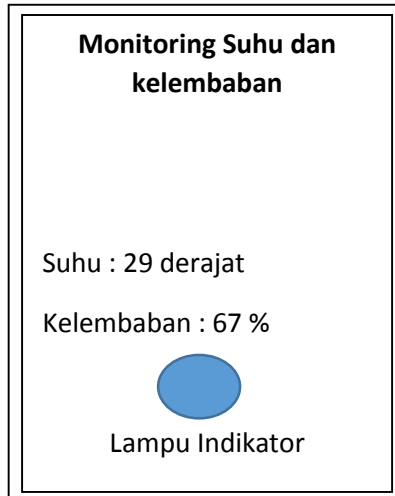 Monitoring Suhu dan
kelembaban
Suhu : 29 derajat
Kelembaban : 67 %
Lampu Indikator